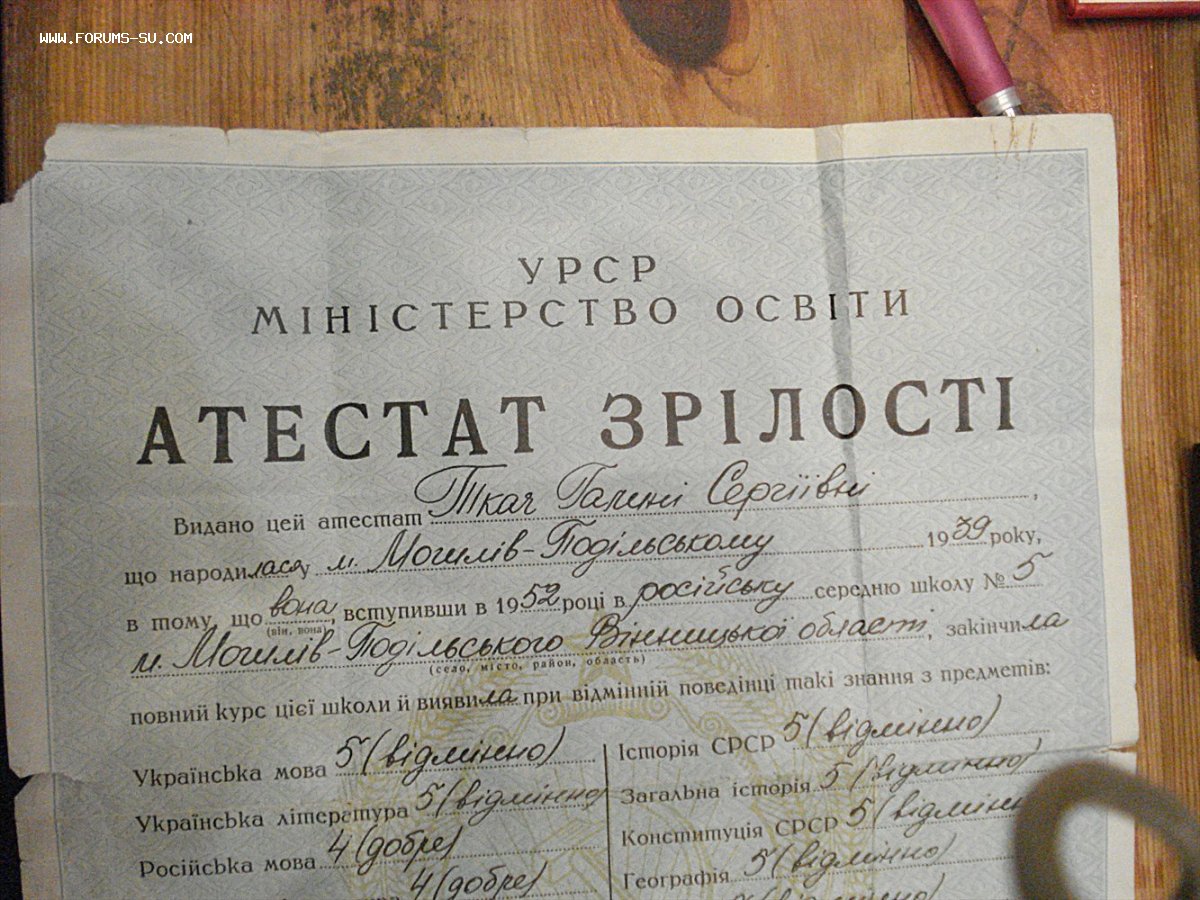 WWW.FORUMS-SU.COM
УРСР
МІНІСТЕРСТВО ОСВІТИ
АТЕСТАТ ЗРІЛОСТІ
Видано цей атестат Ткач Галині Сергіївні,
що народилася у м. Могилів-Подільському 1939 року,
в тому, що вона, вступивши в 1952 році в російську середню школу № 5
(він, вона)
м. Могилів-Подільського Вінницької області, закінчила
(село, місто, район, область)
повний курс цієї школи й виявила при відмінній поведінці такі знання з предметів:
Українська мова 5 (відмінно)
Українська література 5 (відмінно)
Російська мова 4 (добре)
4 (добре)
Історія СРСР 5 (відмінно)
Загальна історія 5 (відмінно)
Конституція СРСР 5 (відмін
Географія 5 (відмінно)